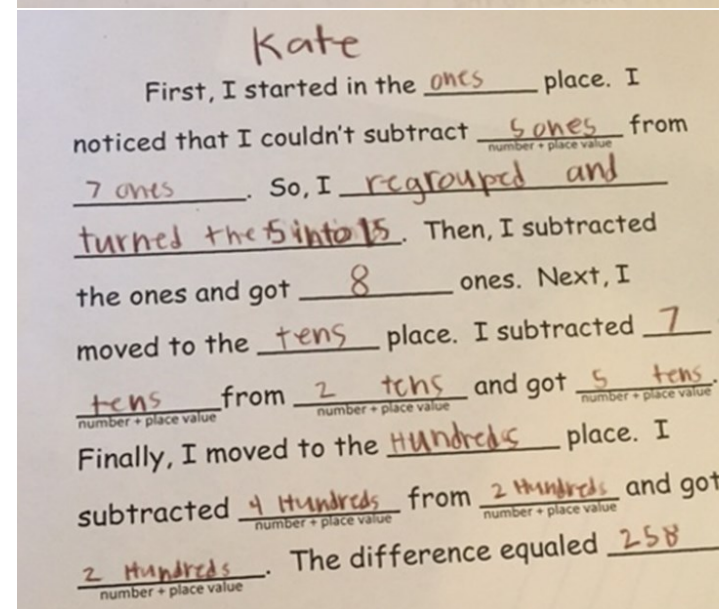 Kate
First, I started in the ones place. I
noticed that I couldn't subtract 5 ones from
number + place value
7 ones. So, I regrouped and
turned the 5 into 15. Then, I subtracted
the ones and got 8 ones. Next, I
moved to the tens place. I subtracted 7
tens from 2 tens and got 5 tens.
number + place value number + place value number + place value
Finally, I moved to the Hundreds place. I
subtracted 4 Hundreds from 2 Hundreds and got
number + place value number + place value
2 Hundreds. The difference equaled 258
number + place value